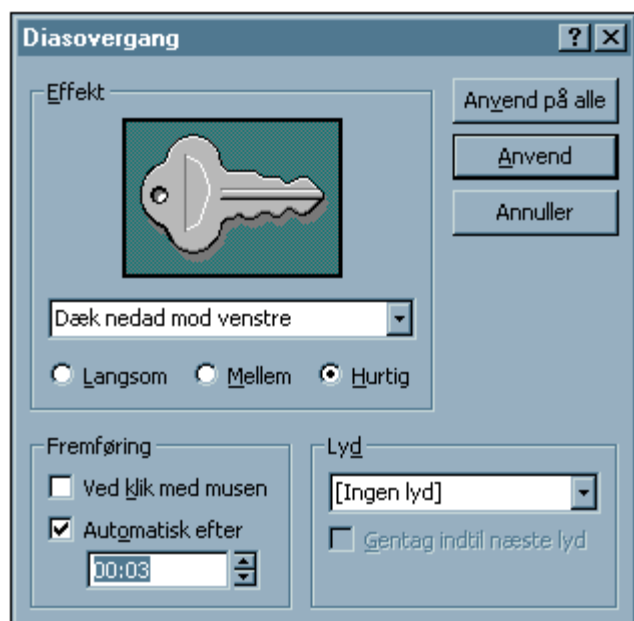 Diasovergang
Effekt
Dæk nedad mod venstre
Langsom Mellem Hurtig
Anvend på alle
Anvend
Annuller
Fremføring
Ved klik med musen
Automatisk efter
00:03
Lyd
[Ingen lyd]
Gentag indtil næste lyd